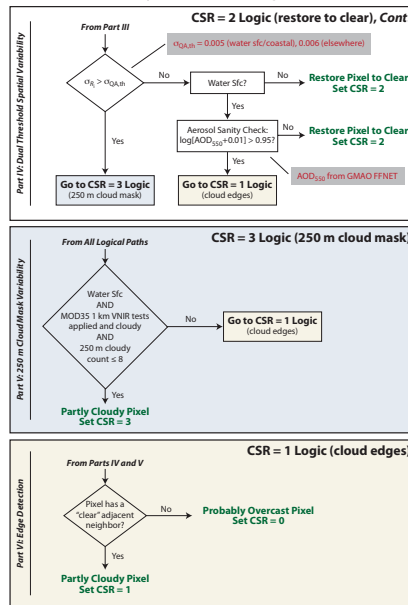 CSR = 2 Logic (restore to clear), Cont
From Part III
σQA,th = 0.005 (water sfc/coastal), 0.006 (elsewhere)
σRi > σQA,th
No
Water Sfc?
No
Restore Pixel to Clear
Set CSR = 2
Yes
Yes
Aerosol Sanity Check:
log[AOD550+0.01] > 0.95?
No
Restore Pixel to Clear
Set CSR = 2
Yes
Go to CSR = 3 Logic
(250 m cloud mask)
Go to CSR = 1 Logic
(cloud edges)
AOD550 from GMAO FFNET
Part IV: Dual Threshold Spatial Variability
CSR = 3 Logic (250 m cloud mask)
From All Logical Paths
Water Sfc
AND
MOD35 1 km VNIR tests
applied and cloudy
AND
250 m cloudy
count ≤ 8
No
Go to CSR = 1 Logic
(cloud edges)
Yes
Partly Cloudy Pixel
Set CSR = 3
Part V: 250 m Cloud Mask Variability
CSR = 1 Logic (cloud edges)
From Parts IV and V
Pixel has a
"clear" adjacent
neighbor?
No
Probably Overcast Pixel
Set CSR = 0
Yes
Partly Cloudy Pixel
Set CSR = 1
Part VI: Edge Detection